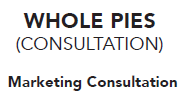 WHOLE PIES
(CONSULTATION)
Marketing Consultation